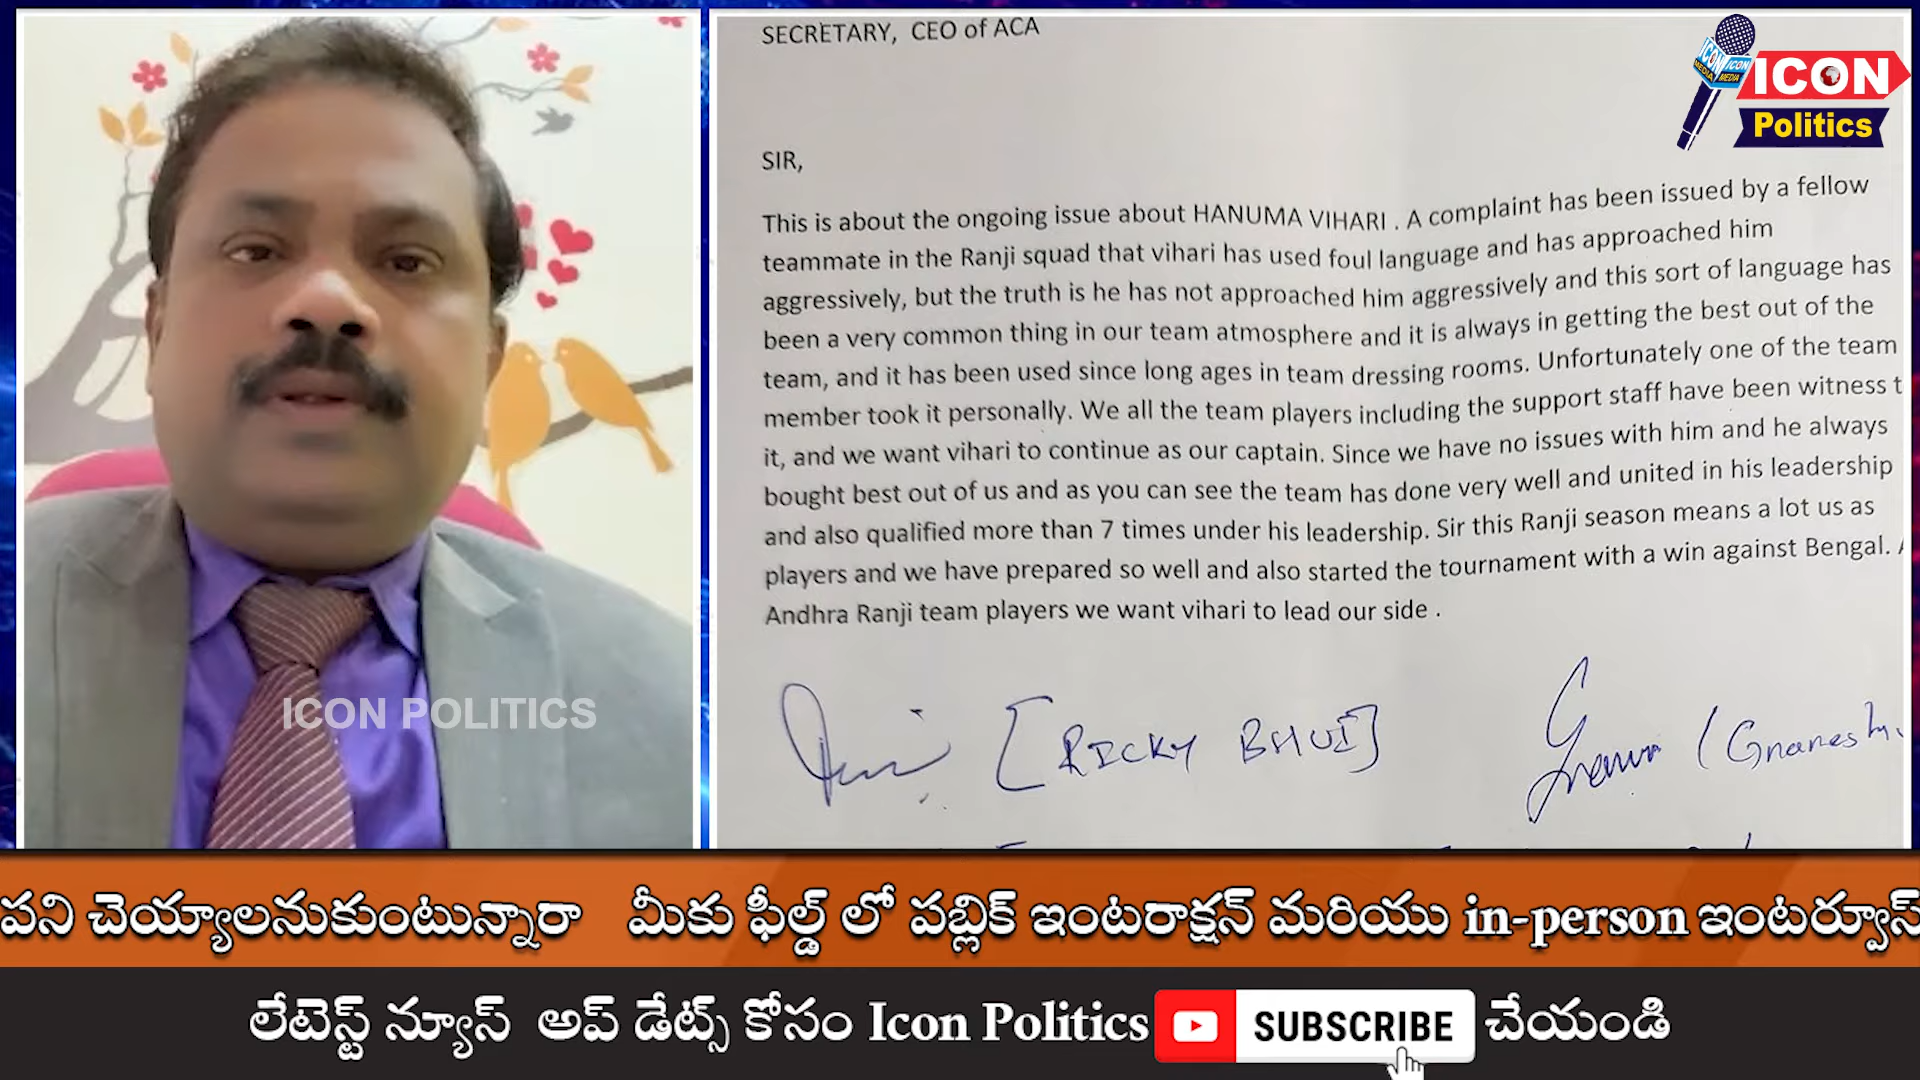 SECRETARY, CEO of ACA
SIR,
This is about the ongoing issue about HANUMA VIHARI . A complaint has been issued by a fellow
teammate in the Ranji squad that vihari has used foul language and has approached him
aggressively, but the truth is he has not approached him aggressively and this sort of language has
been a very common thing in our team atmosphere and it is always in getting the best out of the
team, and it has been used since long ages in team dressing rooms. Unfortunately one of the team
member took it personally. We all the team players including the support staff have been witness t
it, and we want vihari to continue as our captain. Since we have no issues with him and he always
bought best out of us and as you can see the team has done very well and united in his leadership
and also qualified more than 7 times under his leadership. Sir this Ranji season means a lot us as
players and we have prepared so well and also started the tournament with a win against Bengal.
Andhra Ranji team players we want vihari to lead our side .
[RICKY BHUI]
(Gnanesh
ICON
Politics
ICON MEDIA
ICON MEDIA
ICON POLITICS
పని చెయ్యాలనుకుంటున్నారా మీకు ఫీల్డ్ లో పబ్లిక్ ఇంటరాక్షన్ మరియు in-person ఇంటర్వూస్
లేటెస్ట్ న్యూస్ అప్ డేట్స్ కోసం Icon Politics SUBSCRIBE చేయండి